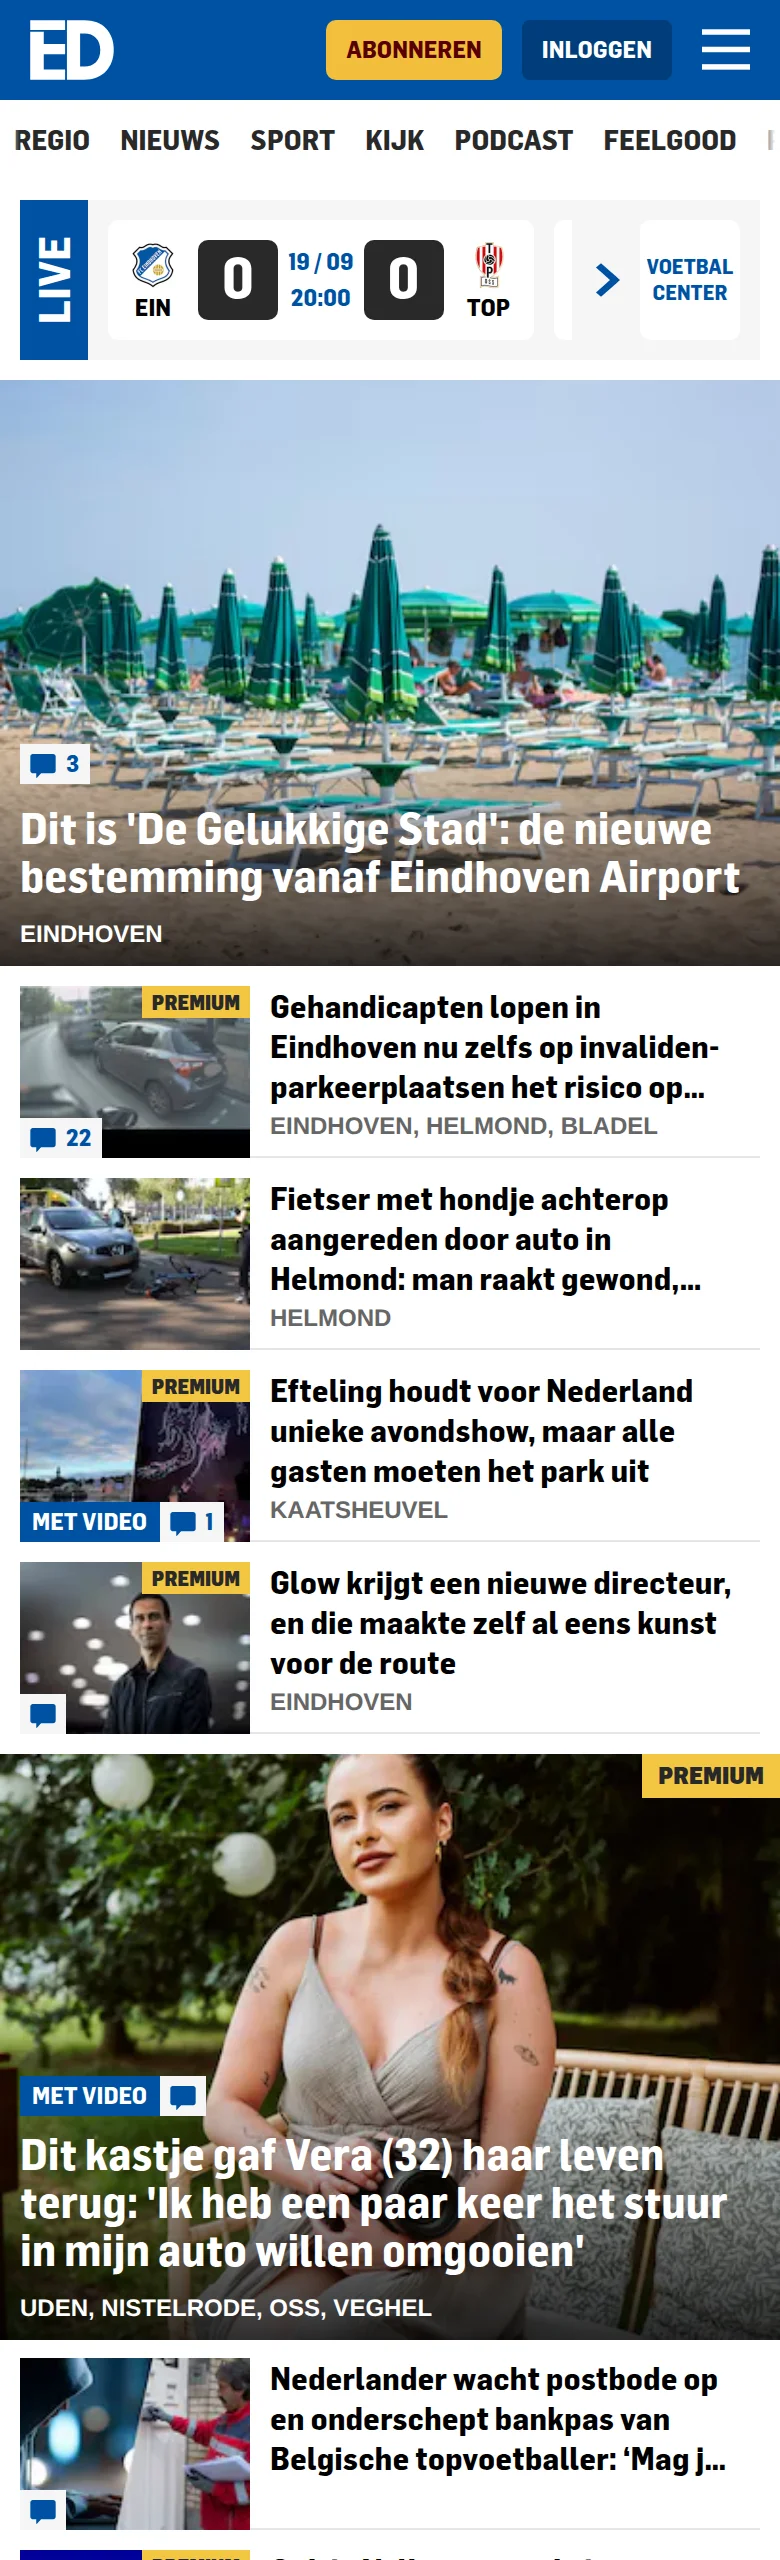 ED
ABONNEREN
INLOGGEN
REGIO NIEUWS SPORT KIJK PODCAST FEELGOOD
LIVE
EIN
0
19 / 09
20:00
0
TOP
VOETBAL
CENTER
3
Dit is 'De Gelukkige Stad': de nieuwe
bestemming vanaf Eindhoven Airport
EINDHOVEN
PREMIUM
22
Gehandicapten lopen in
Eindhoven nu zelfs op invaliden-
parkeerplaatsen het risico op...
EINDHOVEN, HELMOND, BLADEL
Fietser met hondje achterop
aangereden door auto in
Helmond: man raakt gewond,...
HELMOND
PREMIUM
MET VIDEO
1
Efteling houdt voor Nederland
unieke avondshow, maar alle
gasten moeten het park uit
KAATSHEUVEL
PREMIUM
Glow krijgt een nieuwe directeur,
en die maakte zelf al eens kunst
voor de route
EINDHOVEN
PREMIUM
MET VIDEO
Dit kastje gaf Vera (32) haar leven
terug: 'Ik heb een paar keer het stuur
in mijn auto willen omgooien'
UDEN, NISTELRODE, OSS, VEGHEL
Nederlander wacht postbode op
en onderschept bankpas van
Belgische topvoetballer: ‘Mag j...